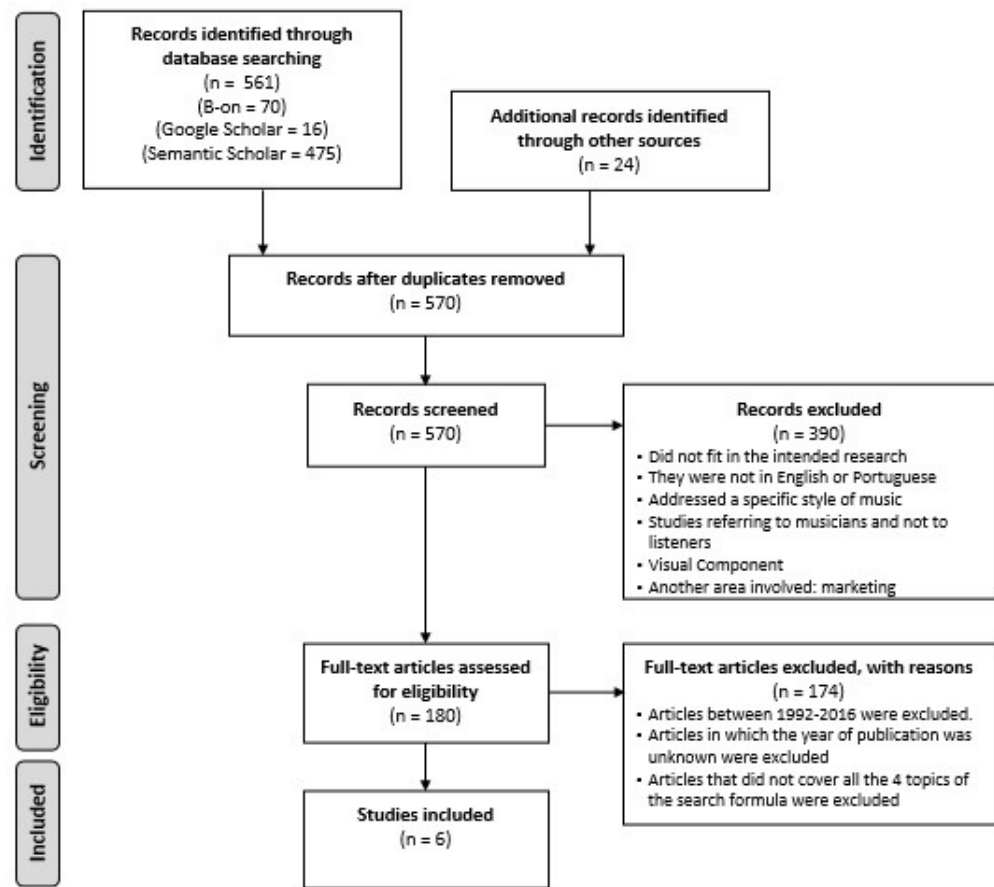 Identification
Records identified through
database searching
(n = 561)
(B-on = 70)
(Google Scholar = 16)
(Semantic Scholar = 475)
Additional records identified
through other sources
(n = 24)
Screening
Records after duplicates removed
(n = 570)
Records screened
(n = 570)
Records excluded
(n = 390)
▪ Did not fit in the intended research
▪ They were not in English or Portuguese
▪ Addressed a specific style of music
▪ Studies referring to musicians and not to
listeners
▪ Visual Component
▪ Another area involved: marketing
Eligibility
Full-text articles assessed
for eligibility
(n = 180)
Full-text articles excluded, with reasons
(n = 174)
▪ Articles between 1992-2016 were excluded.
▪ Articles in which the year of publication was
unknown were excluded
▪ Articles that did not cover all the 4 topics of
the search formula were excluded
Included
Studies included
(n = 6)